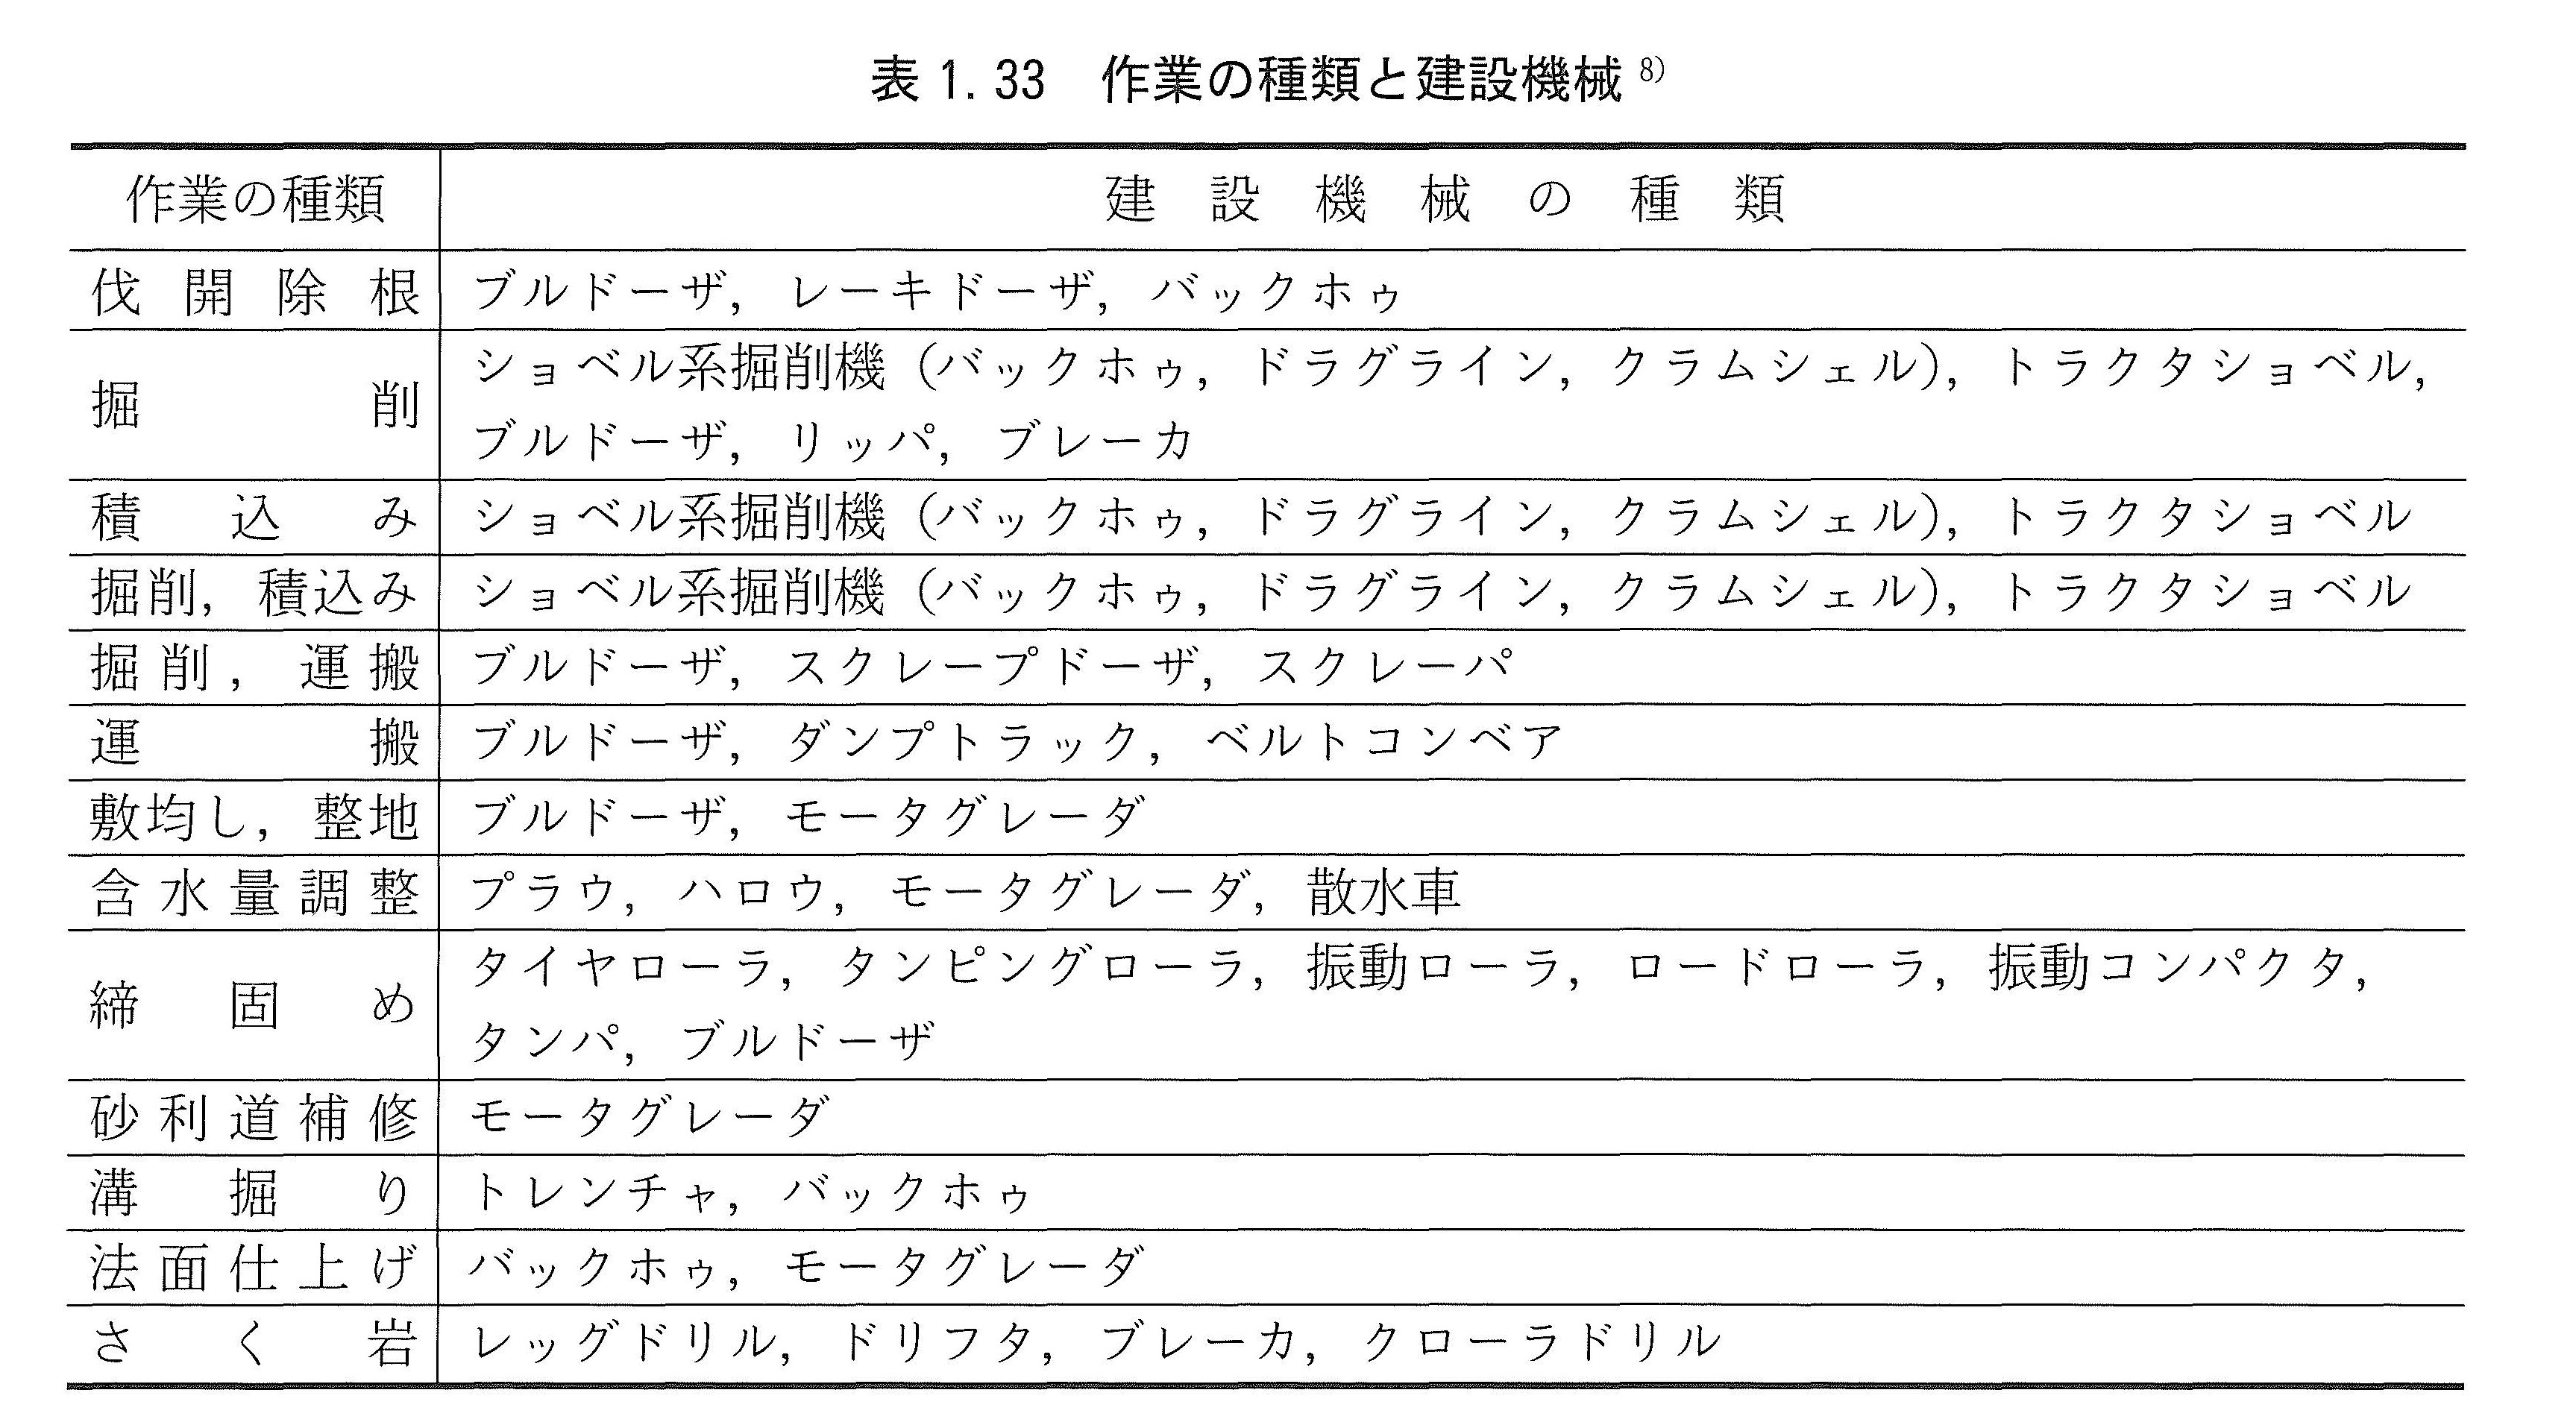 表 1.33　作業の種類と建設機械 8)
作業の種類　建設機械の種類
伐開除根　ブルドーザ，レーキドーザ，バックホゥ
掘削　ショベル系掘削機（バックホゥ，ドラグライン，クラムシェル），トラクタショベル，
ブルドーザ，リッパ，ブレーカ
積込み　ショベル系掘削機（バックホゥ，ドラグライン，クラムシェル），トラクタショベル
掘削，積込み　ショベル系掘削機（バックホゥ，ドラグライン，クラムシェル），トラクタショベル
掘削，運搬　ブルドーザ，スクレープドーザ，スクレーパ
運搬　ブルドーザ，ダンプトラック，ベルトコンベア
敷均し，整地　ブルドーザ，モータグレーダ
含水量調整　プラウ，ハロウ，モータグレーダ，散水車
締固め　タイヤローラ，タンピングローラ，振動ローラ，ロードローラ，振動コンパクタ，
タンパ，ブルドーザ
砂利道補修　モータグレーダ
溝掘り　トレンチャ，バックホゥ
法面仕上げ　バックホゥ，モータグレーダ
さく岩　レッグドリル，ドリフタ，ブレーカ，クローラドリル